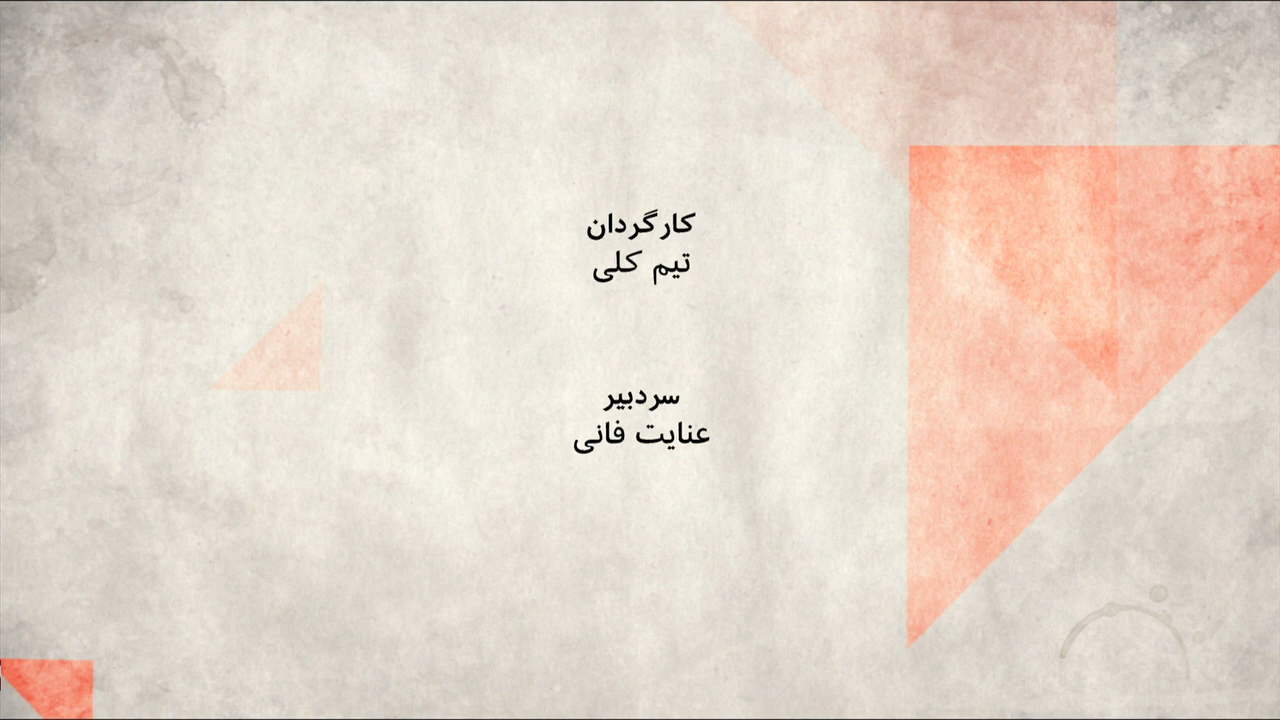 کارگردان
تیم کلی
سردبیر
عنایت فانی